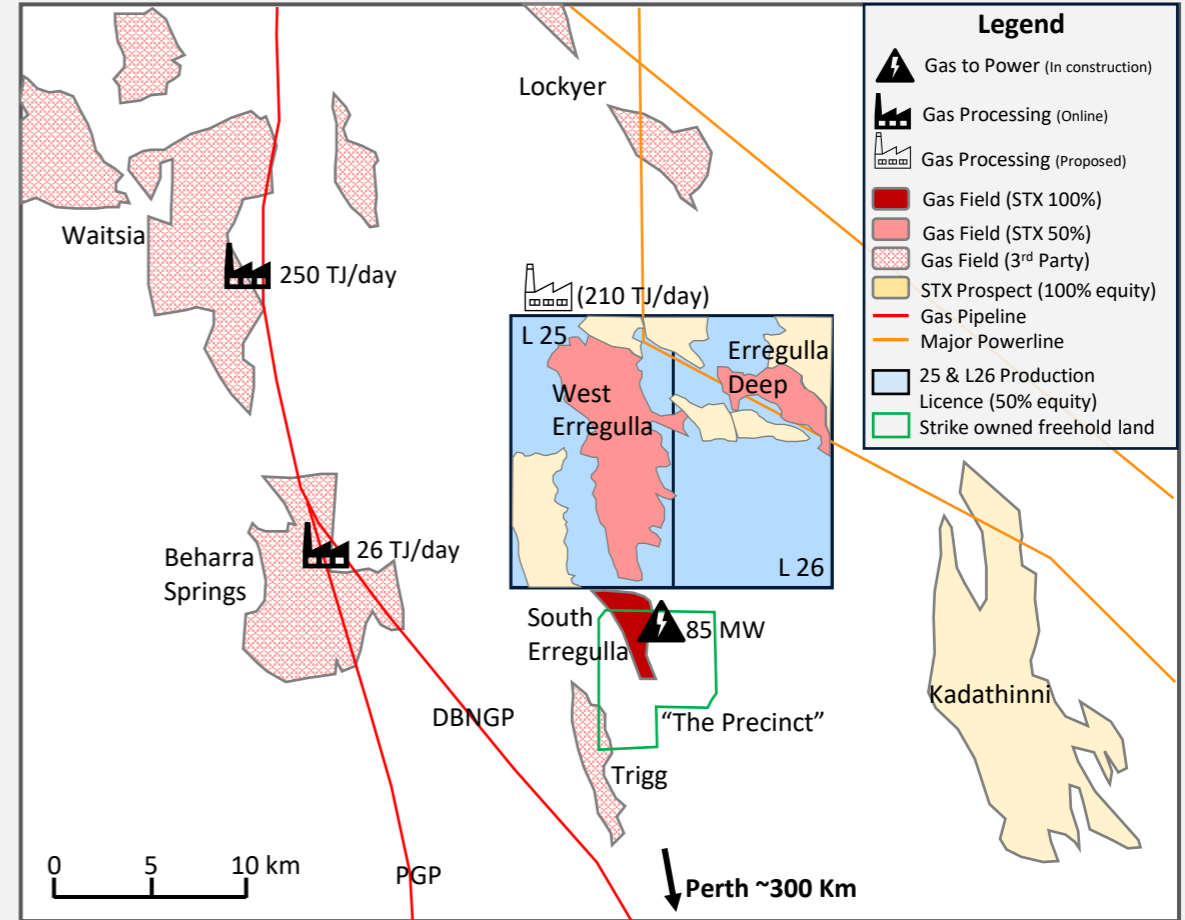 Legend
Gas to Power (In construction)
Gas Processing (Online)
Gas Processing (Proposed)
Gas Field (STX 100%)
Gas Field (STX 50%)
Gas Field (3rd Party)
STX Prospect (100% equity)
Gas Pipeline
Major Powerline
25 & L26 Production
Licence (50% equity)
Strike owned freehold land
Lockyer
Waitsia
250 TJ/day
(210 TJ/day)
L 25
Erregulla
Deep
West
Erregulla
L 26
26 TJ/day
Beharra
Springs
South
Erregulla
85 MW
Kadathinni
DBNGP
“The Precinct”
Trigg
0 5 10 km
PGP
Perth ~300 Km